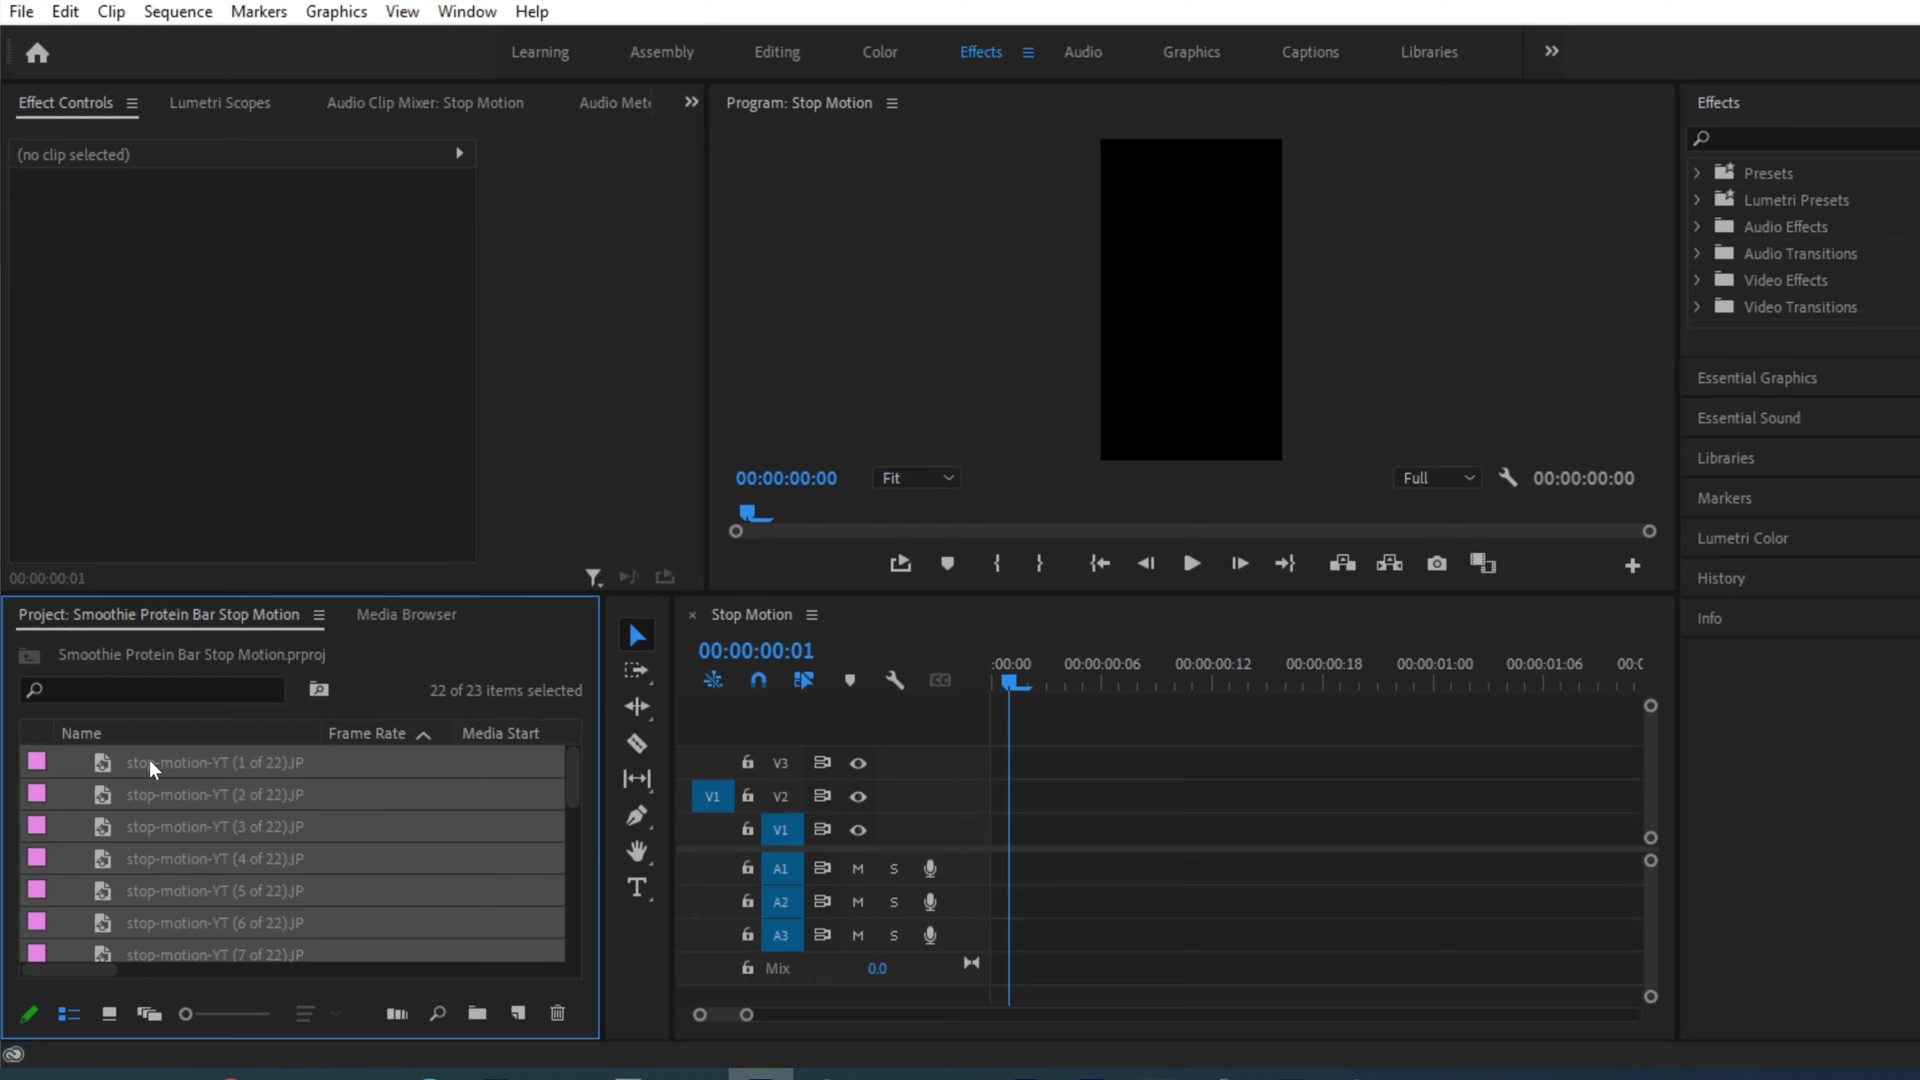 File Edit Clip Sequence Markers Graphics View Window Help
Learning Assembly Editing Color Effects Audio Graphics Captions Libraries
Effect Controls Lumetri Scopes Audio Clip Mixer: Stop Motion Audio Mete
(no clip selected)
00:00:00:01
Program: Stop Motion
00:00:00:00 Fit Full 00:00:00:00
Effects
Presets
Lumetri Presets
Audio Effects
Audio Transitions
Video Effects
Video Transitions
Essential Graphics
Essential Sound
Libraries
Markers
Lumetri Color
History
Info
Project: Smoothie Protein Bar Stop Motion Media Browser
Smoothie Protein Bar Stop Motion.prproj
22 of 23 items selected
Name Frame Rate Media Start
stop-motion-YT (1 of 22).JP
stop-motion-YT (2 of 22).JP
stop-motion-YT (3 of 22).JP
stop-motion-YT (4 of 22).JP
stop-motion-YT (5 of 22).JP
stop-motion-YT (6 of 22).JP
stop-motion-YT (7 of 22).JP
T
× Stop Motion
00:00:00:01
CC
:00:00 00:00:00:06 00:00:00:12 00:00:00:18 00:00:01:00 00:00:01:06 00:0
V3
V1 V2
V1
A1 M S
A2 M S
A3 M S
Mix 0.0